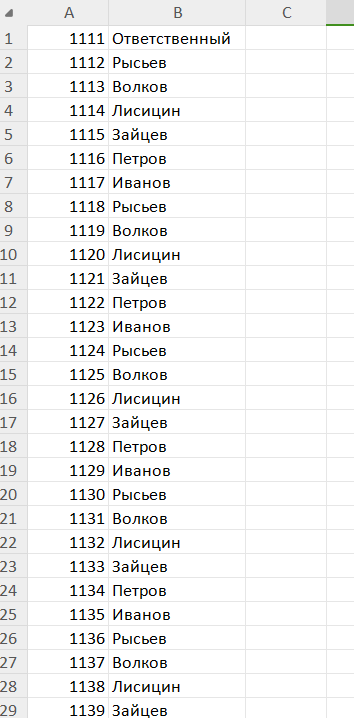 A B C
1 1111 Ответственный
2 1112 Рысьев
3 1113 Волков
4 1114 Лисицин
5 1115 Зайцев
6 1116 Петров
7 1117 Иванов
8 1118 Рысьев
9 1119 Волков
10 1120 Лисицин
11 1121 Зайцев
12 1122 Петров
13 1123 Иванов
14 1124 Рысьев
15 1125 Волков
16 1126 Лисицин
17 1127 Зайцев
18 1128 Петров
19 1129 Иванов
20 1130 Рысьев
21 1131 Волков
22 1132 Лисицин
23 1133 Зайцев
24 1134 Петров
25 1135 Иванов
26 1136 Рысьев
27 1137 Волков
28 1138 Лисицин
29 1139 Зайцев